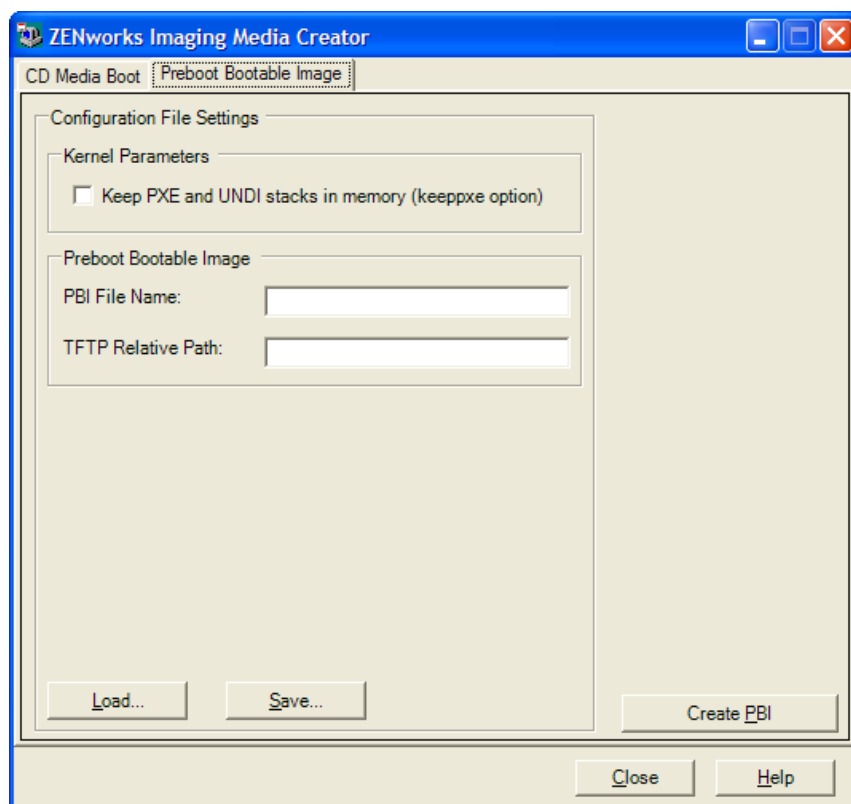 ZENworks Imaging Media Creator
CD Media Boot
Preboot Bootable Image
Configuration File Settings
Kernel Parameters
Keep PXE and UNDI stacks in memory (keeppxe option)
Preboot Bootable Image
PBI File Name:
TFTP Relative Path:
Load...
Save...
Create PBI
Close
Help